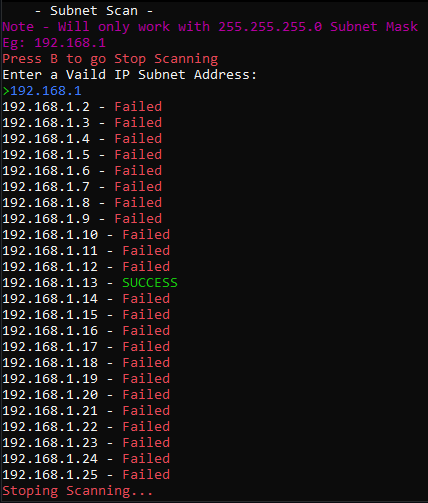 - Subnet Scan -
Note - Will only work with 255.255.255.0 Subnet Mask
Eg: 192.168.1
Press B to go Stop Scanning
Enter a Vaild IP Subnet Address:
>192.168.1
192.168.1.2 - Failed
192.168.1.3 - Failed
192.168.1.4 - Failed
192.168.1.5 - Failed
192.168.1.6 - Failed
192.168.1.7 - Failed
192.168.1.8 - Failed
192.168.1.9 - Failed
192.168.1.10 - Failed
192.168.1.11 - Failed
192.168.1.12 - Failed
192.168.1.13 - SUCCESS
192.168.1.14 - Failed
192.168.1.15 - Failed
192.168.1.16 - Failed
192.168.1.17 - Failed
192.168.1.18 - Failed
192.168.1.19 - Failed
192.168.1.20 - Failed
192.168.1.21 - Failed
192.168.1.22 - Failed
192.168.1.23 - Failed
192.168.1.24 - Failed
192.168.1.25 - Failed
Stoping Scanning...